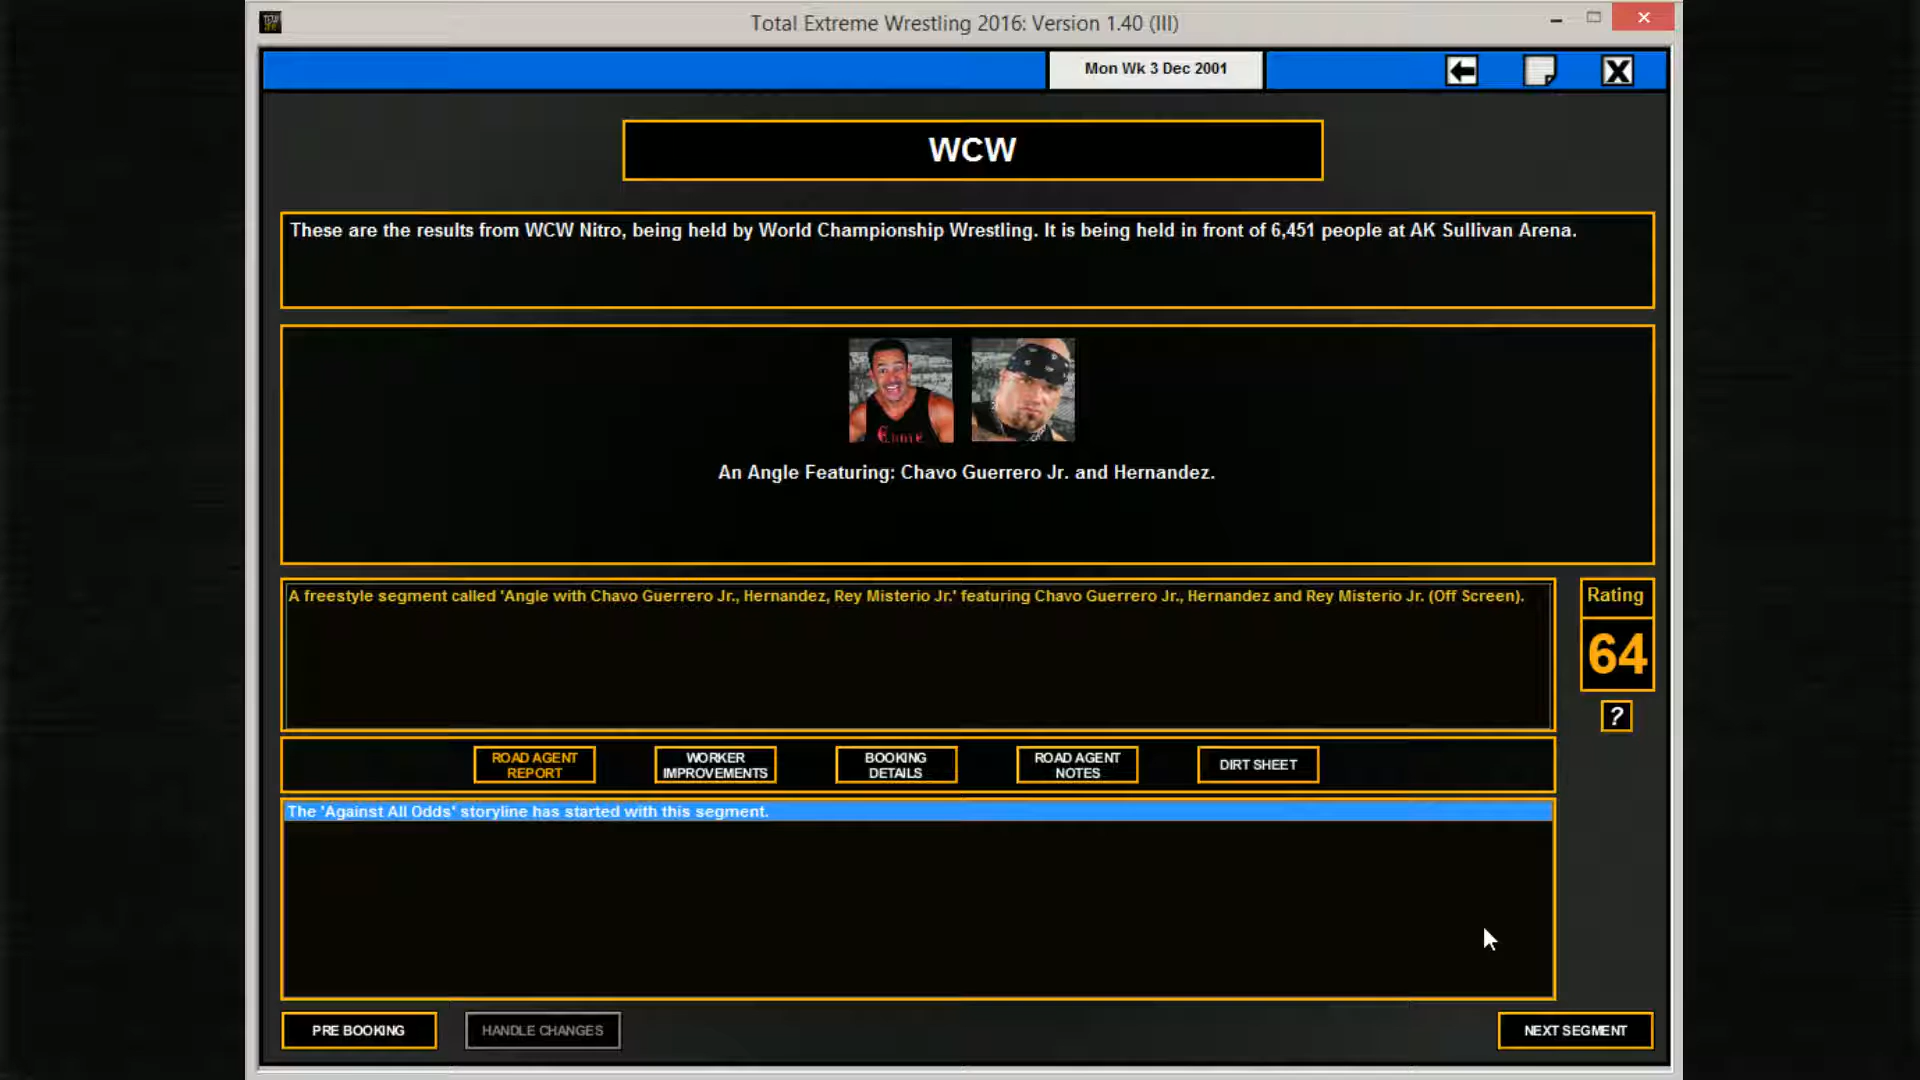 Total Extreme Wrestling 2016: Version 1.40 (III)
Mon Wk 3 Dec 2001
WCW
These are the results from WCW Nitro, being held by World Championship Wrestling. It is being held in front of 6,451 people at AK Sullivan Arena.
An Angle Featuring: Chavo Guerrero Jr. and Hernandez.
A freestyle segment called 'Angle with Chavo Guerrero Jr., Hernandez, Rey Misterio Jr.' featuring Chavo Guerrero Jr., Hernandez and Rey Misterio Jr. (Off Screen).
Rating
64
?
ROAD AGENT
REPORT
WORKER
IMPROVEMENTS
BOOKING
DETAILS
ROAD AGENT
NOTES
DIRT SHEET
The 'Against All Odds' storyline has started with this segment.
PRE BOOKING
HANDLE CHANGES
NEXT SEGMENT